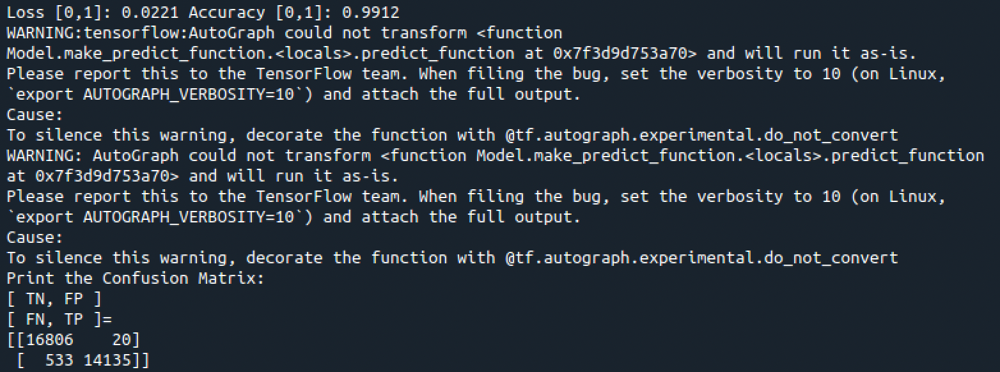 Loss [0,1]: 0.0221 Accuracy [0,1]: 0.9912
WARNING:tensorflow:AutoGraph could not transform <function
Model.make_predict_function.<locals>.predict_function at 0x7f3d9d753a70> and will run it as-is.
Please report this to the TensorFlow team. When filing the bug, set the verbosity to 10 (on Linux,
`export AUTOGRAPH_VERBOSITY=10`) and attach the full output.
Cause:
To silence this warning, decorate the function with @tf.autograph.experimental.do_not_convert
WARNING: AutoGraph could not transform <function Model.make_predict_function.<locals>.predict_function
at 0x7f3d9d753a70> and will run it as-is.
Please report this to the TensorFlow team. When filing the bug, set the verbosity to 10 (on Linux,
`export AUTOGRAPH_VERBOSITY=10`) and attach the full output.
Cause:
To silence this warning, decorate the function with @tf.autograph.experimental.do_not_convert
Print the Confusion Matrix:
[ TN, FP ]
[ FN, TP ]=
[[16806    20]
 [  533 14135]]